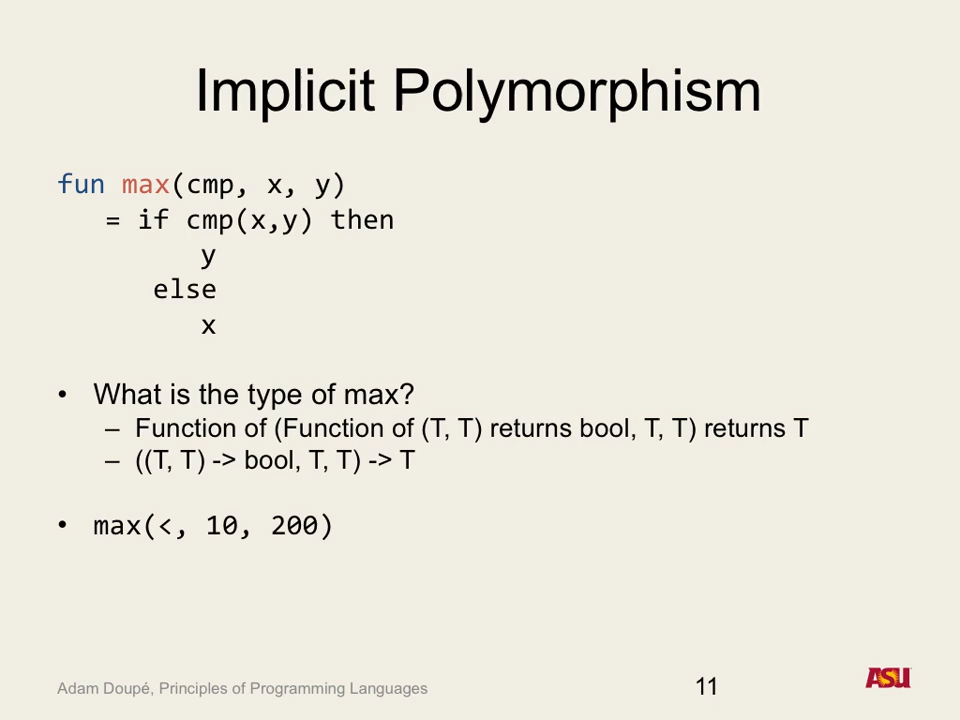 Implicit Polymorphism
fun max(cmp, x, y)
= if cmp(x,y) then
y
else
x
• What is the type of max?
– Function of (Function of (T, T) returns bool, T, T) returns T
– ((T, T) -> bool, T, T) -> T
• max(<, 10, 200)
Adam Doupé, Principles of Programming Languages
11
ASU